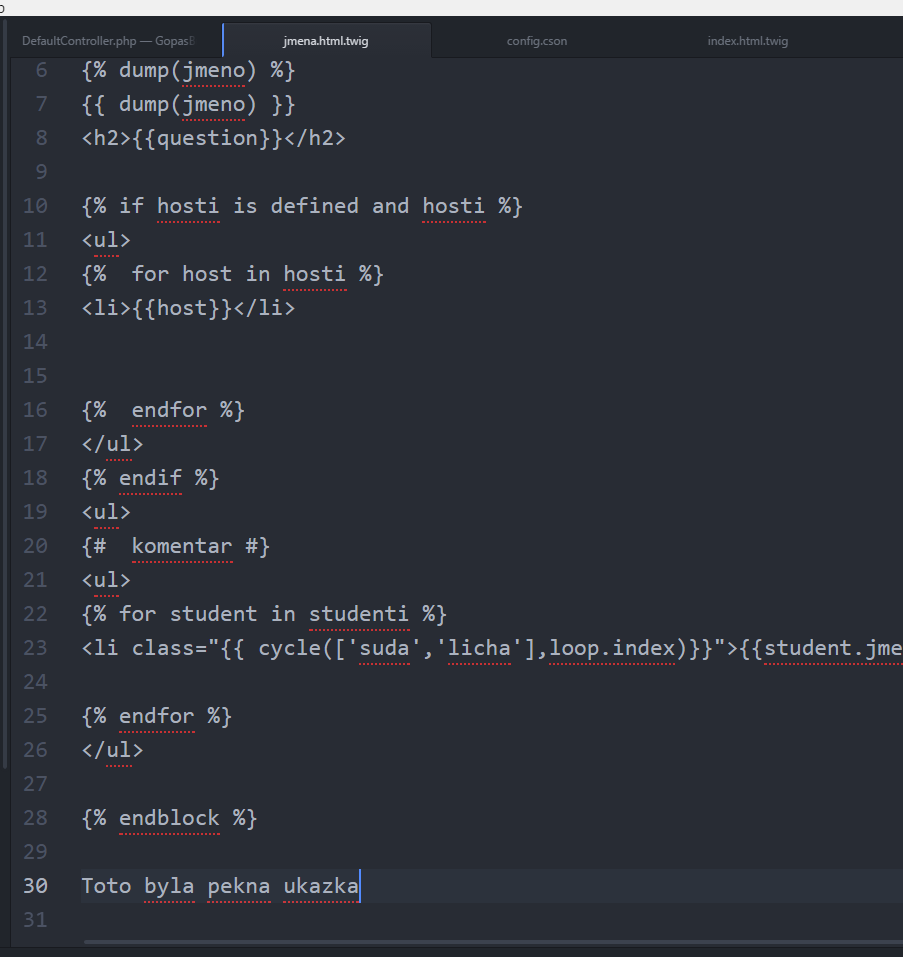 DefaultController.php — GopasB
jmena.html.twig
config.cson
index.html.twig
6 {% dump(jmeno) %}
7 {{ dump(jmeno) }}
8 <h2>{{question}}</h2>
9
10 {% if hosti is defined and hosti %}
11 <ul>
12 {%  for host in hosti %}
13 <li>{{host}}</li>
14
15
16 {%  endfor %}
17 </ul>
18 {% endif %}
19 <ul>
20 {#  komentar #}
21 <ul>
22 {% for student in studenti %}
23 <li class="{{ cycle(['suda','licha'],loop.index)}}">{{student.jme
24
25 {% endfor %}
26 </ul>
27
28 {% endblock %}
29
30 Toto byla pekna ukazka
31